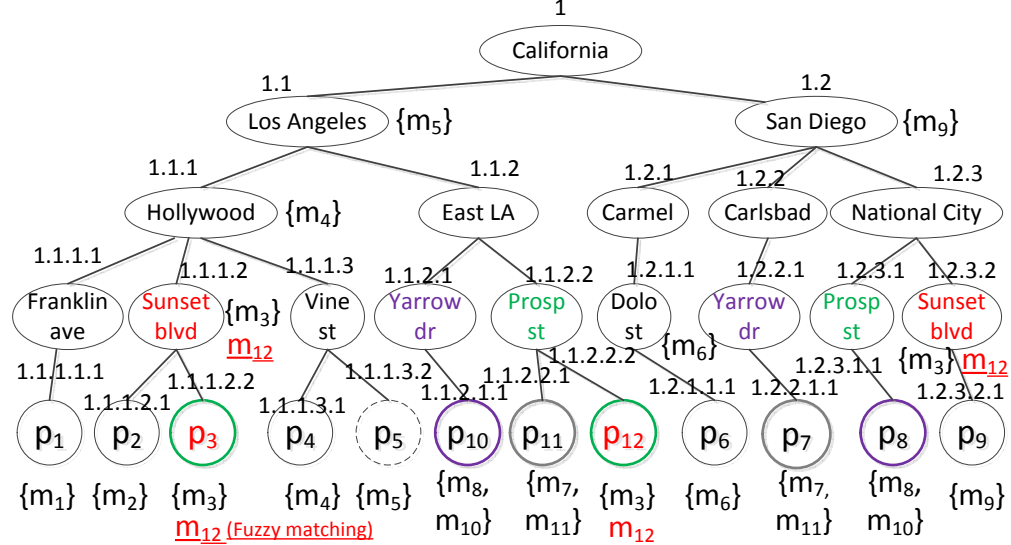 1
California
1.1
1.2
Los Angeles {m5}
San Diego {m9}
1.1.1
1.1.2
1.2.1
1.2.2
1.2.3
Hollywood {m4}
East LA
Carmel
Carlsbad
National City
1.1.1.1
1.1.1.2
1.1.1.3
1.1.2.1
1.1.2.2
1.2.1.1
1.2.2.1
1.2.3.1
1.2.3.2
Franklin
ave
Sunset
blvd
{m3}
m12
Vine
st
Yarrow
dr
Prosp
st
Dolo
st
{m6}
Yarrow
dr
Prosp
st
Sunset
blvd
{m3} m12
1.1.1.1.1
1.1.1.2.1
1.1.1.2.2
1.1.1.3.1
1.1.1.3.2
1.1.2.1.1
1.1.2.2.1
1.1.2.2.2
1.2.1.1.1
1.2.2.1.1
1.2.3.1.1
1.2.3.2.1
p1
p2
p3
p4
p5
p10
p11
p12
p6
p7
p8
p9
{m1}
{m2}
{m3}
m12 (Fuzzy matching)
{m4}
{m5}
{m8,
m10}
{m7,
m11}
{m3}
m12
{m6}
{m7,
m11}
{m8,
m10}
{m9}